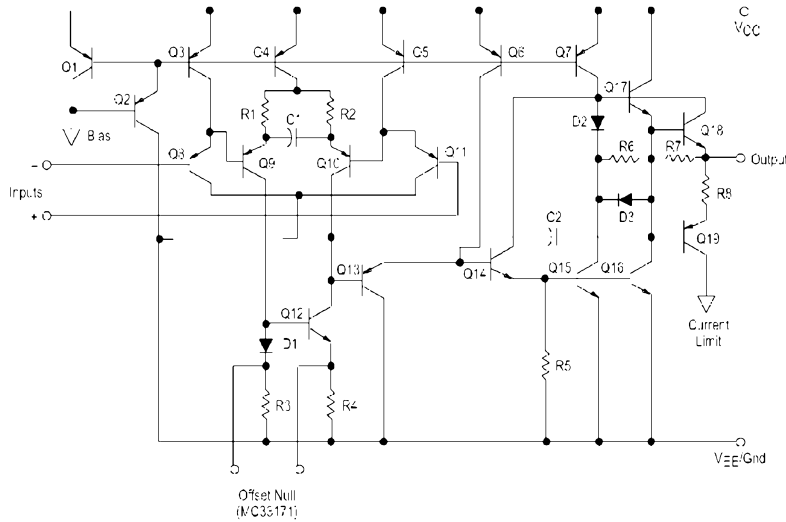 C
VCC
Q3
C4
C5
Q6
Q7
Q1
Q17
Q2
R1
R2
C1
D2
Q18
Bias
R6
R7
Output
Q8
Q9
Q10
Q11
− Inputs +
R8
C2
D3
Q19
Q13
Q14
Q15
Q16
Q12
Current
Limit
D1
R5
R3
R4
VEE/Gnd
Offset Null
(MC33171)